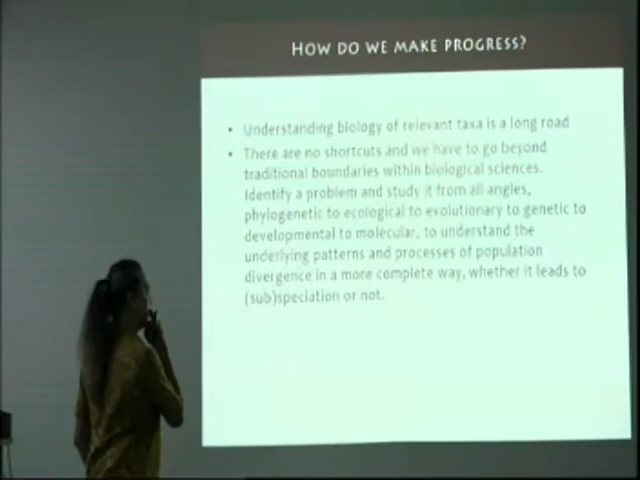 HOW DO WE MAKE PROGRESS?
• Understanding biology of relevant taxa is a long road
• There are no shortcuts and we have to go beyond
traditional boundaries within biological sciences.
Identify a problem and study it from all angles,
phylogenetic to ecological to evolutionary to genetic to
developmental to molecular, to understand the
underlying patterns and processes of population
divergence in a more complete way, whether it leads to
(sub)speciation or not.